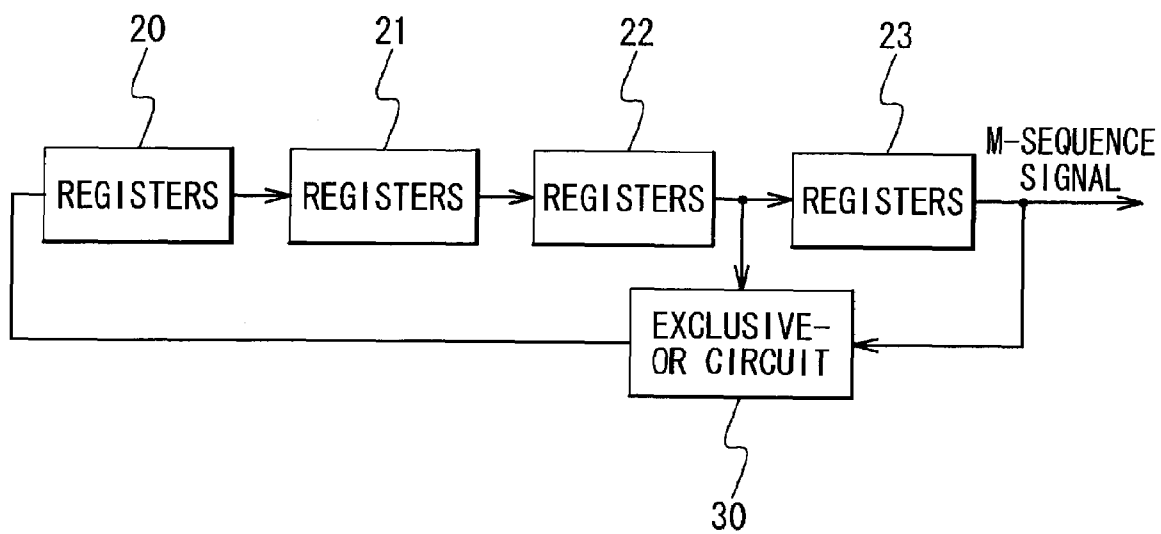 20
21
22
23
M-SEQUENCE
SIGNAL
REGISTERS
REGISTERS
REGISTERS
REGISTERS
EXCLUSIVE-
OR CIRCUIT
30